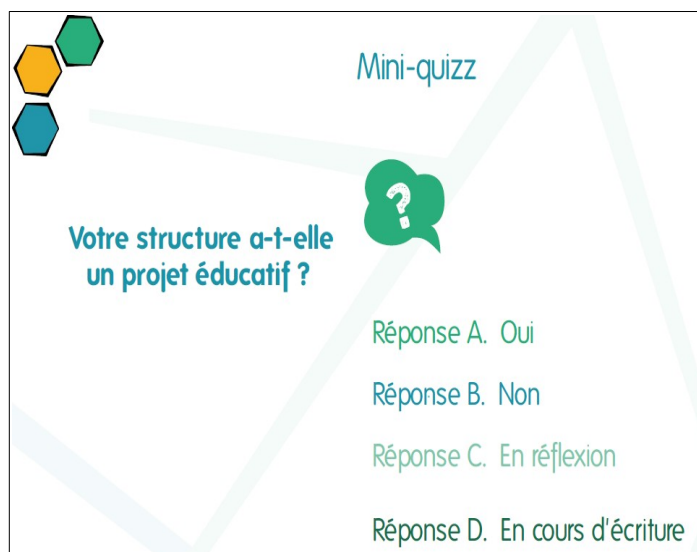 Mini-quizz
?
Votre structure a-t-elle
un projet éducatif ?
Réponse A. Oui
Réponse B. Non
Réponse C. En réflexion
Réponse D. En cours d'écriture